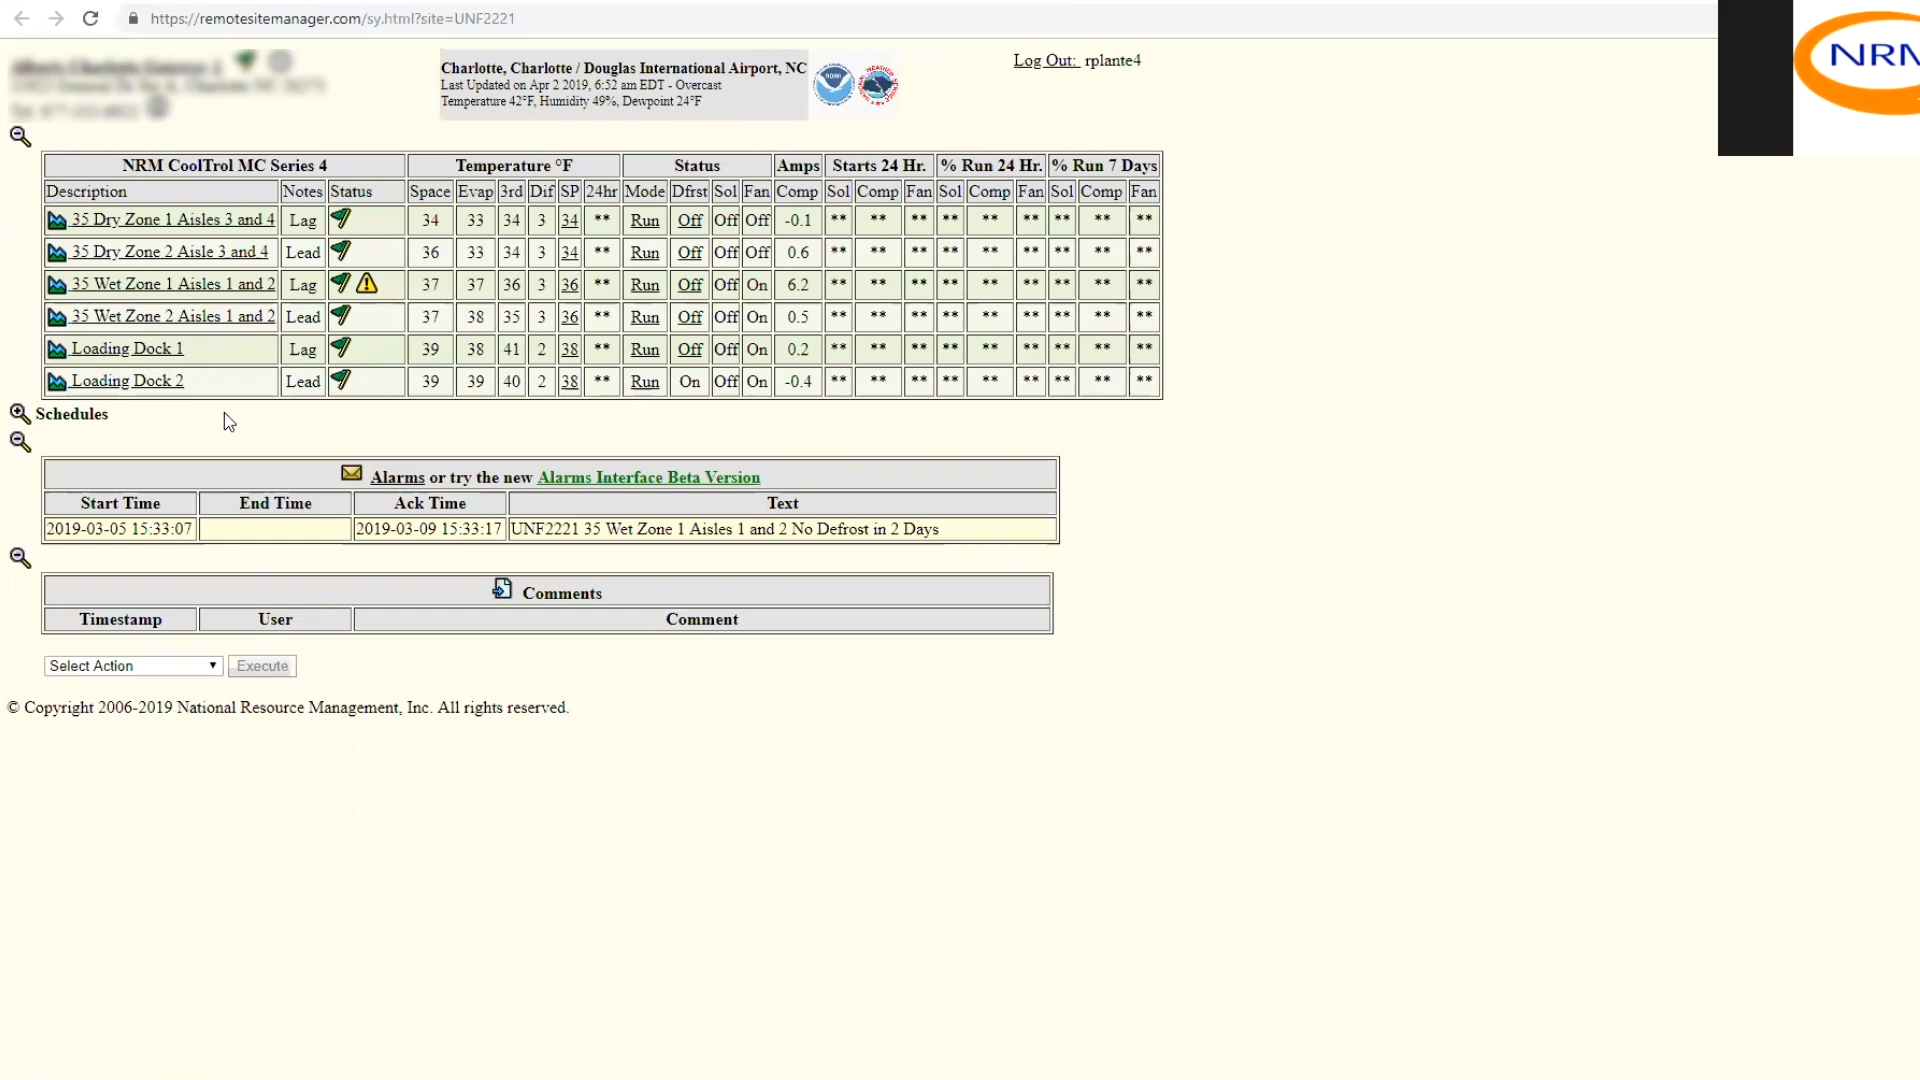 https://remotesitemanager.com/sy.html?site=UNF2221
Charlotte, Charlotte / Douglas International Airport, NC
Last Updated on Apr 2 2019, 6:52 am EDT - Overcast
Temperature 42°F, Humidity 49%, Dewpoint 24°F
Log Out: rplante4
NRM
NRM CoolTrol MC Series 4 Temperature °F Status Amps Starts 24 Hr. % Run 24 Hr. % Run 7 Days
Description Notes Status Space Evap 3rd Dif SP 24hr Mode Dfrst Sol Fan Comp Sol Comp Fan Sol Comp Fan Sol Comp Fan
35 Dry Zone 1 Aisles 3 and 4 Lag 34 33 34 3 34 ** Run Off Off Off -0.1 ** ** ** ** ** ** ** ** **
35 Dry Zone 2 Aisle 3 and 4 Lead 36 33 34 3 34 ** Run Off Off Off 0.6 ** ** ** ** ** ** ** ** **
35 Wet Zone 1 Aisles 1 and 2 Lag 37 37 36 3 36 ** Run Off Off On 6.2 ** ** ** ** ** ** ** ** **
35 Wet Zone 2 Aisles 1 and 2 Lead 37 38 35 3 36 ** Run Off Off On 0.5 ** ** ** ** ** ** ** ** **
Loading Dock 1 Lag 39 38 41 2 38 ** Run Off Off On 0.2 ** ** ** ** ** ** ** ** **
Loading Dock 2 Lead 39 39 40 2 38 ** Run On Off On -0.4 ** ** ** ** ** ** ** ** **
Schedules
Alarms or try the new Alarms Interface Beta Version
Start Time End Time Ack Time Text
2019-03-05 15:33:07 2019-03-09 15:33:17 UNF2221 35 Wet Zone 1 Aisles 1 and 2 No Defrost in 2 Days
Comments
Timestamp User Comment
Select Action Execute
© Copyright 2006-2019 National Resource Management, Inc. All rights reserved.